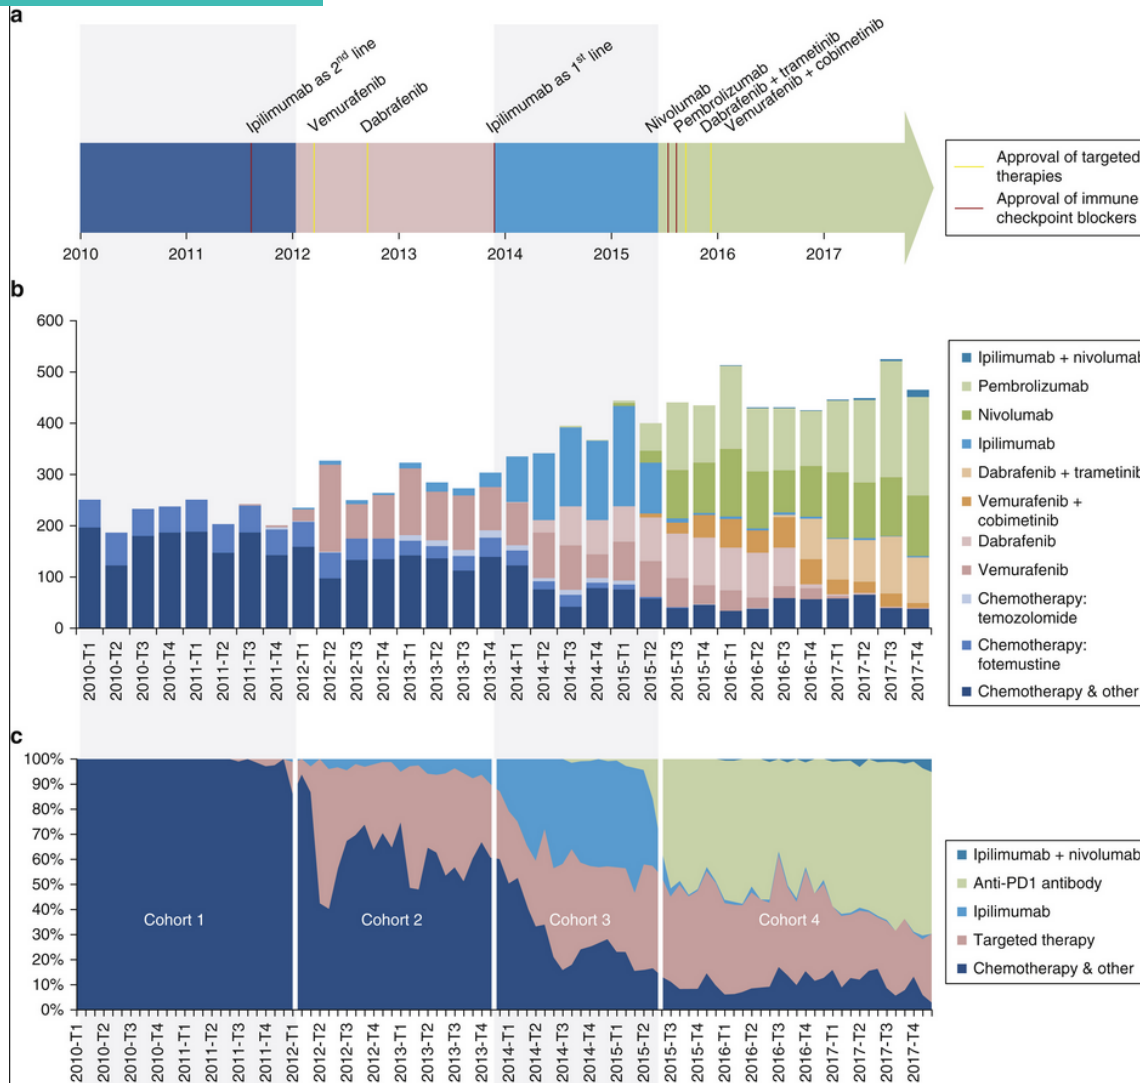 a
Ipilimumab as 2nd line
Vemurafenib
Dabrafenib
Ipilimumab as 1st line
Nivolumab
Pembrolizumab
Dabrafenib + trametinib
Vemurafenib + cobimetinib
2010
2011
2012
2013
2014
2015
2016
2017
Approval of targeted
therapies
Approval of immune
checkpoint blockers
b
600
500
400
300
200
100
0
2010-T1
2010-T2
2010-T3
2010-T4
2011-T1
2011-T2
2011-T3
2011-T4
2012-T1
2012-T2
2012-T3
2012-T4
2013-T1
2013-T2
2013-T3
2013-T4
2014-T1
2014-T2
2014-T3
2014-T4
2015-T1
2015-T2
2015-T3
2015-T4
2016-T1
2016-T2
2016-T3
2016-T4
2017-T1
2017-T2
2017-T3
2017-T4
Ipilimumab + nivolumab
Pembrolizumab
Nivolumab
Ipilimumab
Dabrafenib + trametinib
Vemurafenib +
cobimetinib
Dabrafenib
Vemurafenib
Chemotherapy:
temozolomide
Chemotherapy:
fotemustine
Chemotherapy & other
c
100%
90%
80%
70%
60%
50%
40%
30%
20%
10%
0%
Cohort 1
Cohort 2
Cohort 3
Cohort 4
2010-T1
2010-T2
2010-T3
2010-T4
2011-T1
2011-T2
2011-T3
2011-T4
2012-T1
2012-T2
2012-T3
2012-T4
2013-T1
2013-T2
2013-T3
2013-T4
2014-T1
2014-T2
2014-T3
2014-T4
2015-T1
2015-T2
2015-T3
2015-T4
2016-T1
2016-T2
2016-T3
2016-T4
2017-T1
2017-T2
2017-T3
2017-T4
Ipilimumab + nivolumab
Anti-PD1 antibody
Ipilimumab
Targeted therapy
Chemotherapy & other